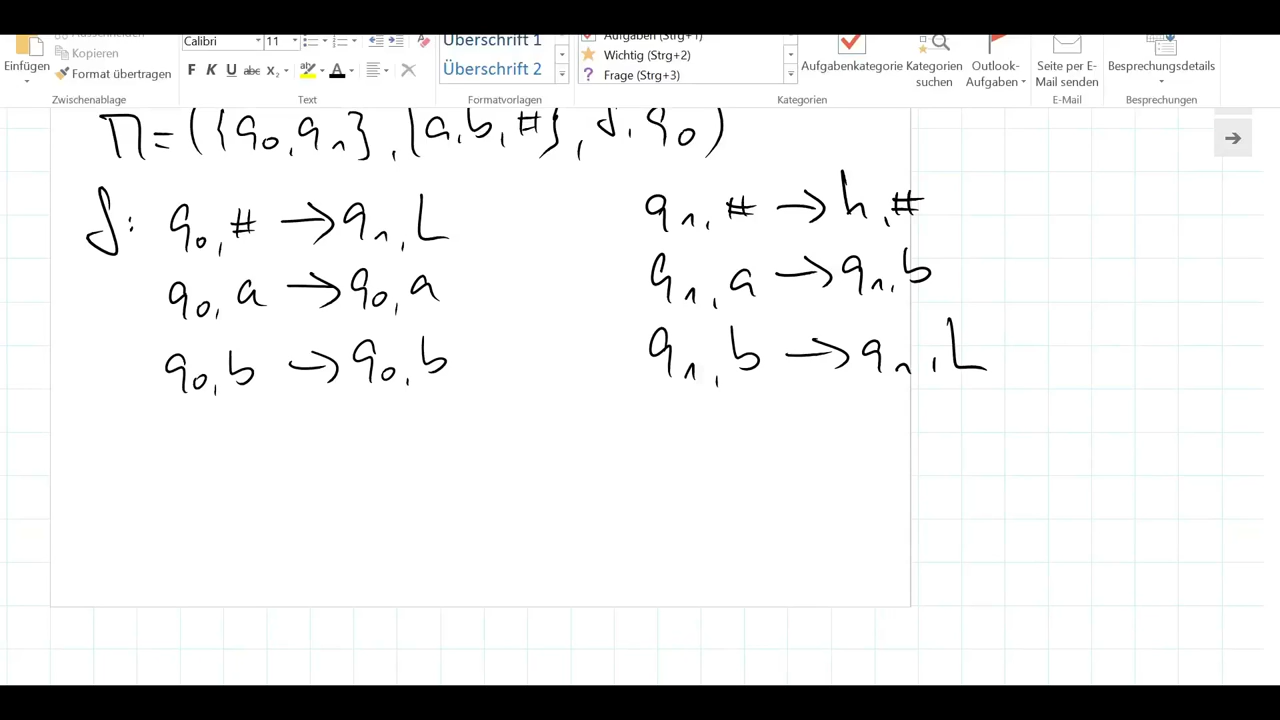 Aufgaben (Strg+1)
Kopieren
Calibri 11
Überschrift 1
Wichtig (Strg+2)
Einfügen
Format übertragen
F K U abc x₂ A
Überschrift 2
Frage (Strg+3)
Aufgabenkategorie
Kategorien suchen
Outlook-Aufgaben
Seite per E-Mail senden
Besprechungsdetails
Zwischenablage
Text
Formatvorlagen
Kategorien
E-Mail
Besprechungen
M = ({q₀, q₁}, {a, b, #}, δ, q₀)
δ: q₀, # → q₁, L
q₀, a → q₀, a
q₀, b → q₀, b
q₁, # → h, #
q₁, a → q₁, b
q₁, b → q₁, L